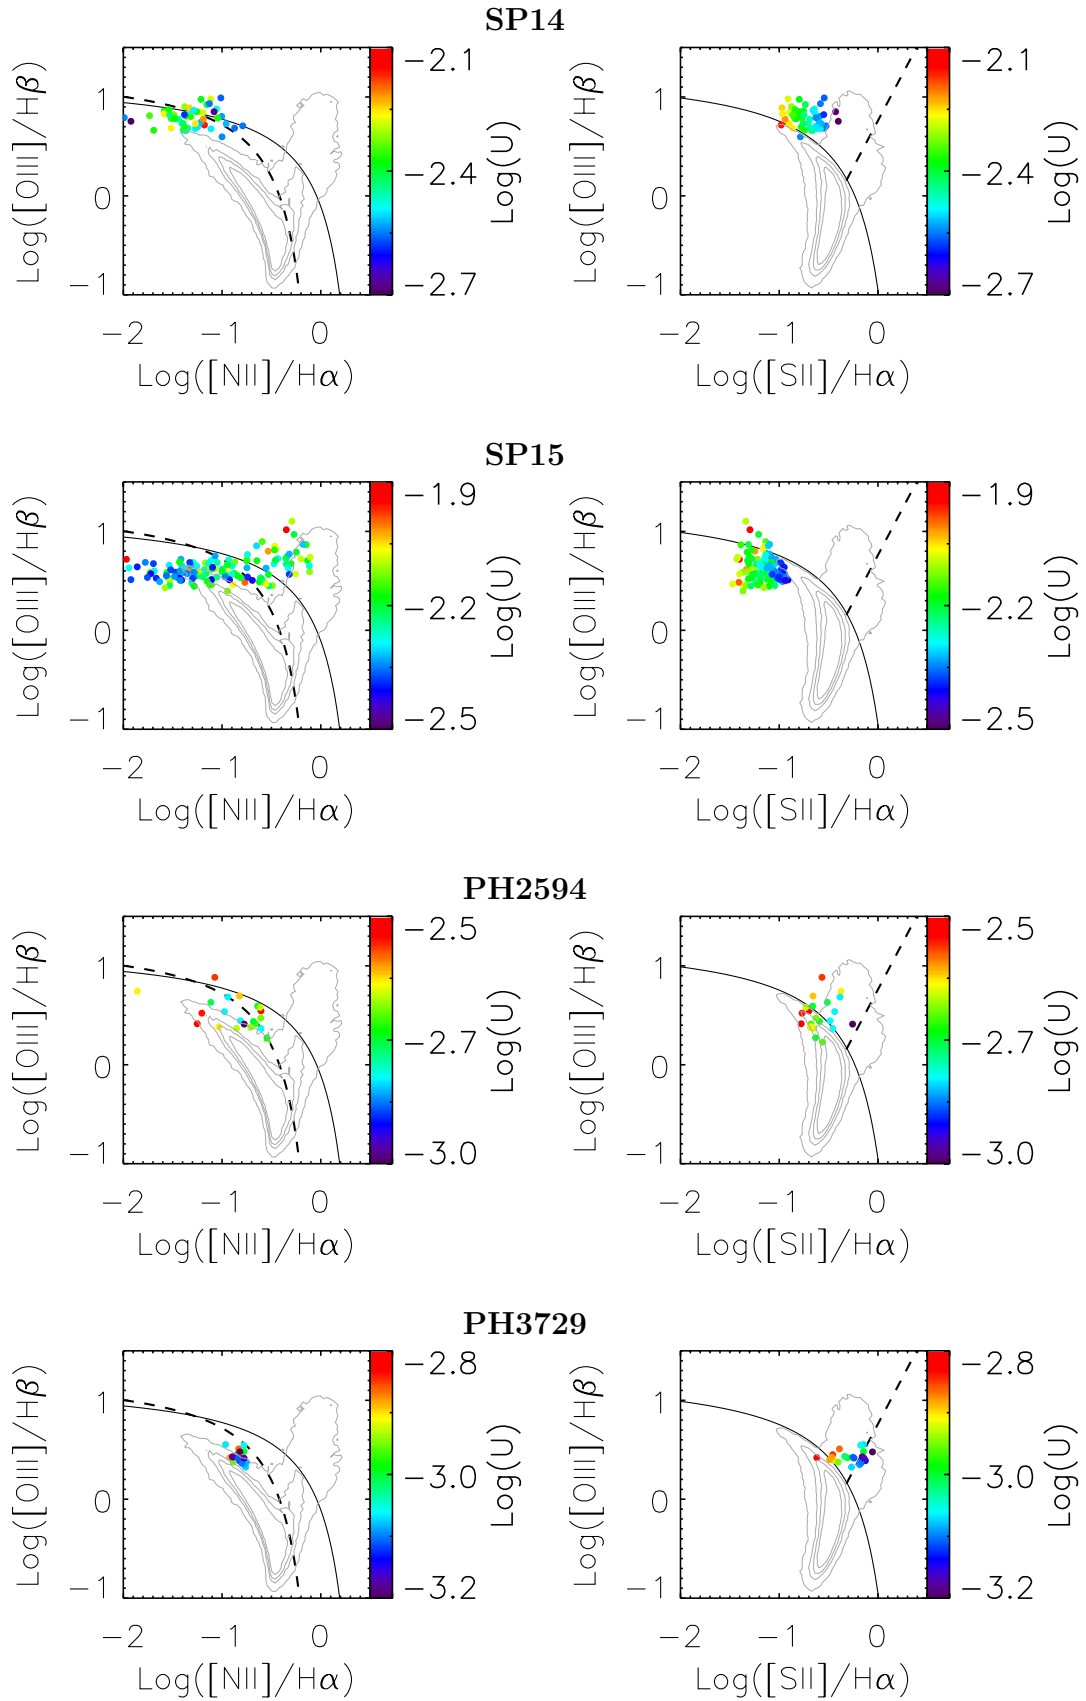 SP14
Log([OIII]/Hβ)
1
0
−1
−2 −1 0
Log([NII]/Hα)
−2.1
−2.4
−2.7
Log(U)
Log([OIII]/Hβ)
1
0
−1
−2 −1 0
Log([SII]/Hα)
−2.1
−2.4
−2.7
Log(U)
SP15
Log([OIII]/Hβ)
1
0
−1
−2 −1 0
Log([NII]/Hα)
−1.9
−2.2
−2.5
Log(U)
Log([OIII]/Hβ)
1
0
−1
−2 −1 0
Log([SII]/Hα)
−1.9
−2.2
−2.5
Log(U)
PH2594
Log([OIII]/Hβ)
1
0
−1
−2 −1 0
Log([NII]/Hα)
−2.5
−2.7
−3.0
Log(U)
Log([OIII]/Hβ)
1
0
−1
−2 −1 0
Log([SII]/Hα)
−2.5
−2.7
−3.0
Log(U)
PH3729
Log([OIII]/Hβ)
1
0
−1
−2 −1 0
Log([NII]/Hα)
−2.8
−3.0
−3.2
Log(U)
Log([OIII]/Hβ)
1
0
−1
−2 −1 0
Log([SII]/Hα)
−2.8
−3.0
−3.2
Log(U)